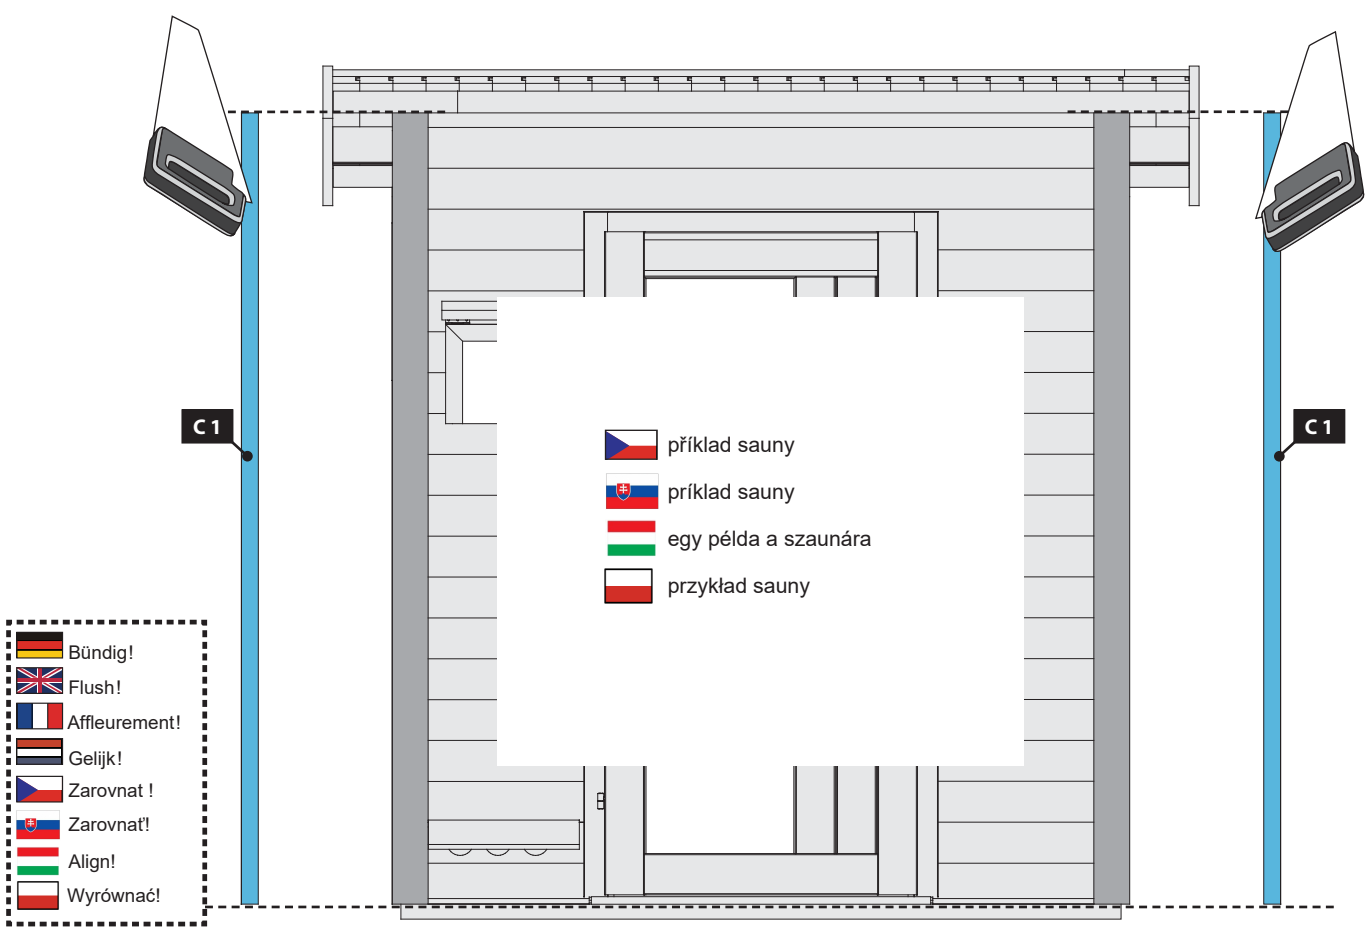 C 1
C 1
příklad sauny
príklad sauny
egy példa a szaunára
przykład sauny
Bündig!
Flush!
Affleurement!
Gelijk!
Zarovnat !
Zarovnať!
Align!
Wyrównać!